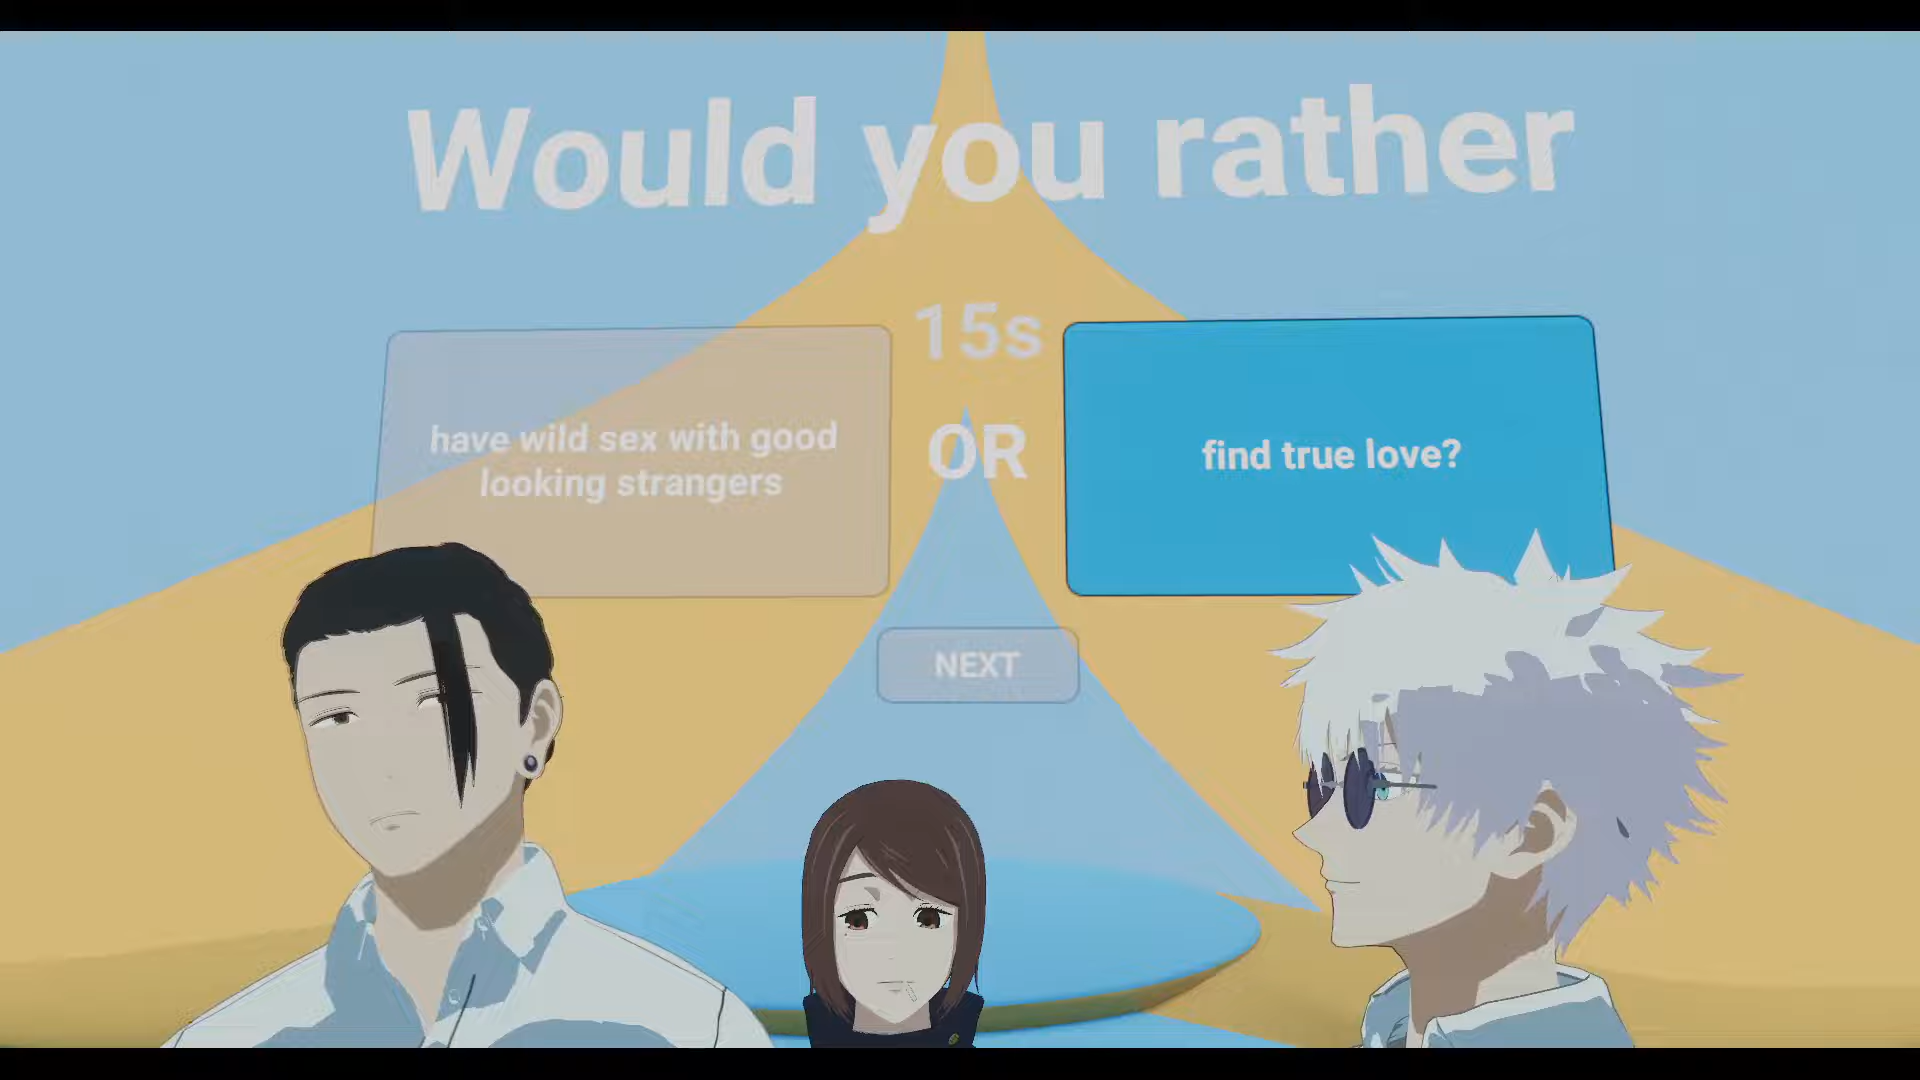 Would you rather
15s
have wild sex with good
looking strangers
OR
find true love?
NEXT